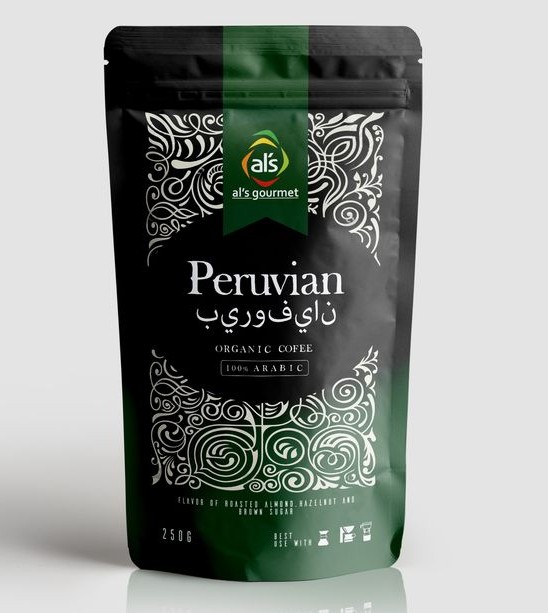 al's
al's gourmet
Peruvian
نايفوريب
ORGANIC COFEE
100% ARABIC
FLAVOR OF ROASTED ALMOND, HAZELNUT AND
BROWN SUGAR
250G
BEST
USE WITH